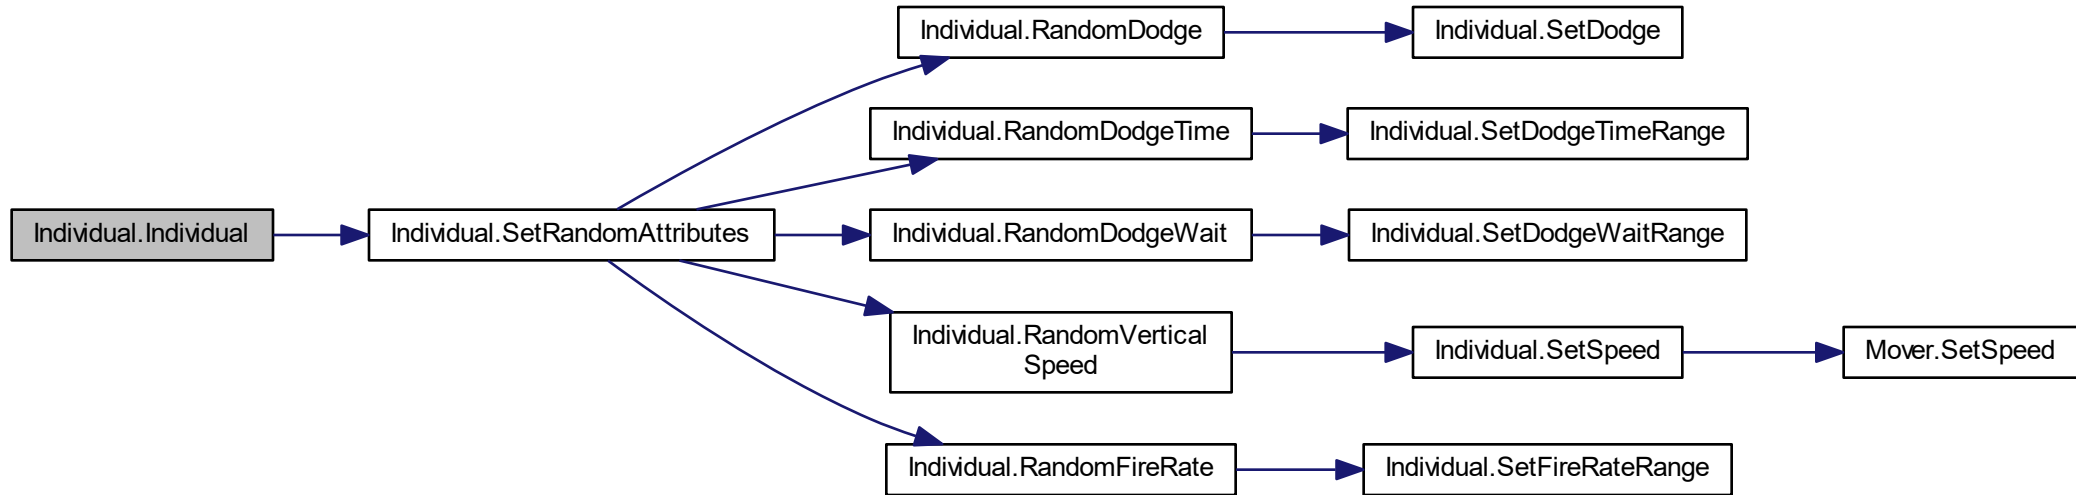 Individual.RandomDodge
Individual.SetDodge
Individual.RandomDodgeTime
Individual.SetDodgeTimeRange
Individual.Individual
Individual.SetRandomAttributes
Individual.RandomDodgeWait
Individual.SetDodgeWaitRange
Individual.RandomVertical
Speed
Individual.SetSpeed
Mover.SetSpeed
Individual.RandomFireRate
Individual.SetFireRateRange